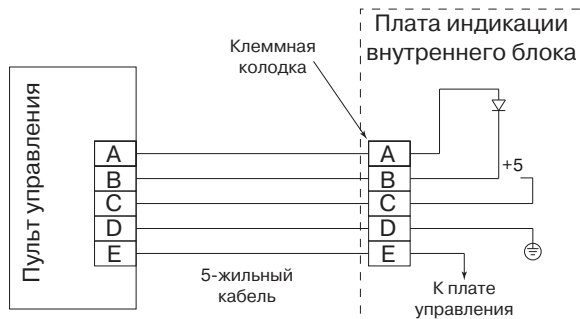 Плата индикации
внутреннего блока
Клеммная
колодка
Пульт управления
A
B
C
D
E
A
B
C
D
E
+5
5-жильный
кабель
К плате
управления